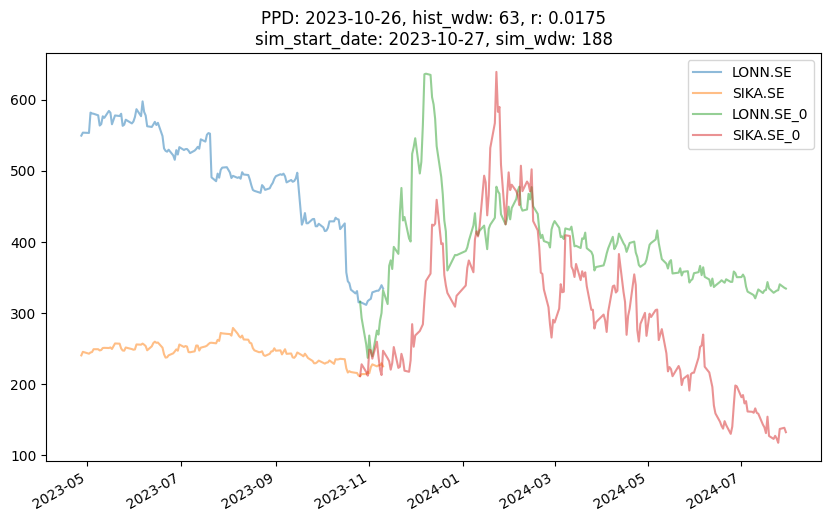 PPD: 2023-10-26, hist_wdw: 63, r: 0.0175
sim_start_date: 2023-10-27, sim_wdw: 188
LONN.SE
SIKA.SE
LONN.SE_0
SIKA.SE_0
600
500
400
300
200
100
2023-05
2023-07
2023-09
2023-11
2024-01
2024-03
2024-05
2024-07